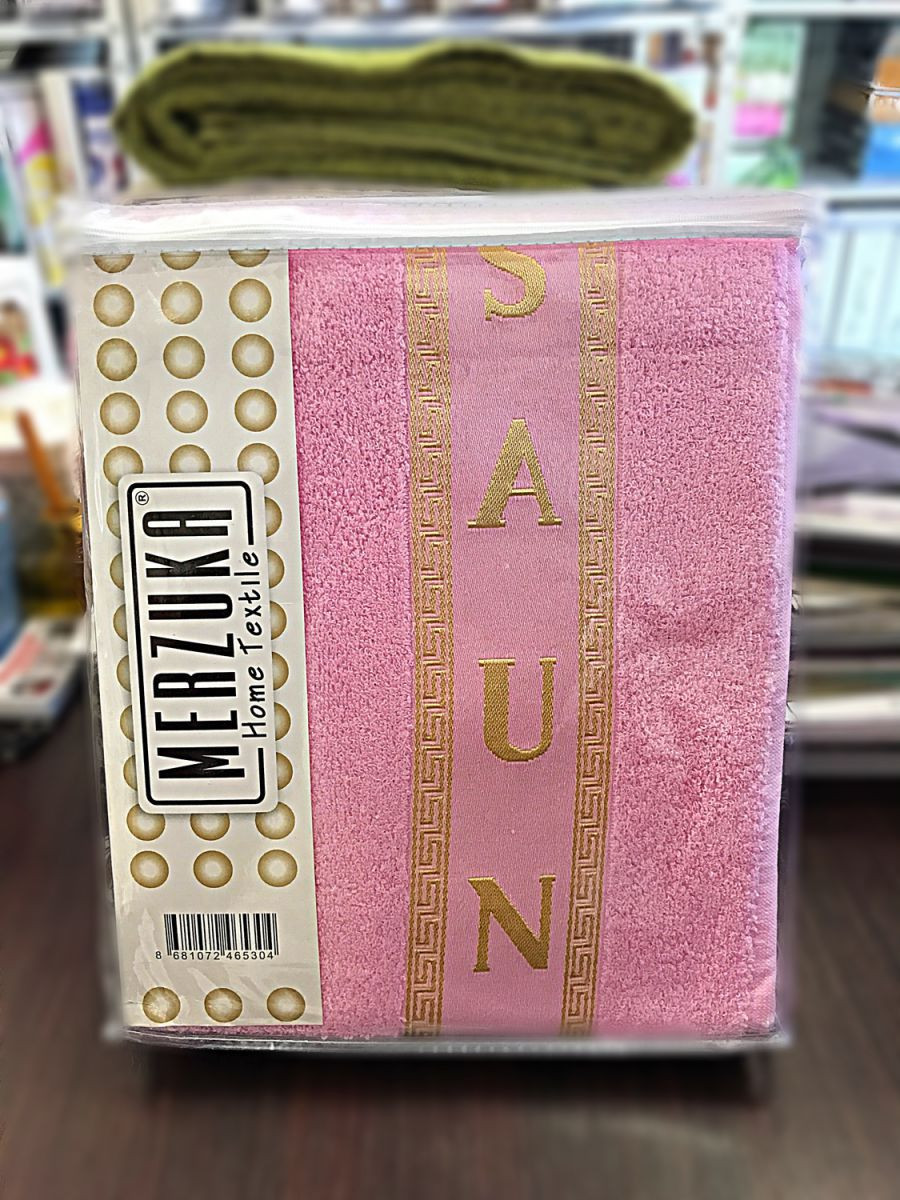 MERZUKA®
Home Textile
8 681072 465304
S
A
U
N